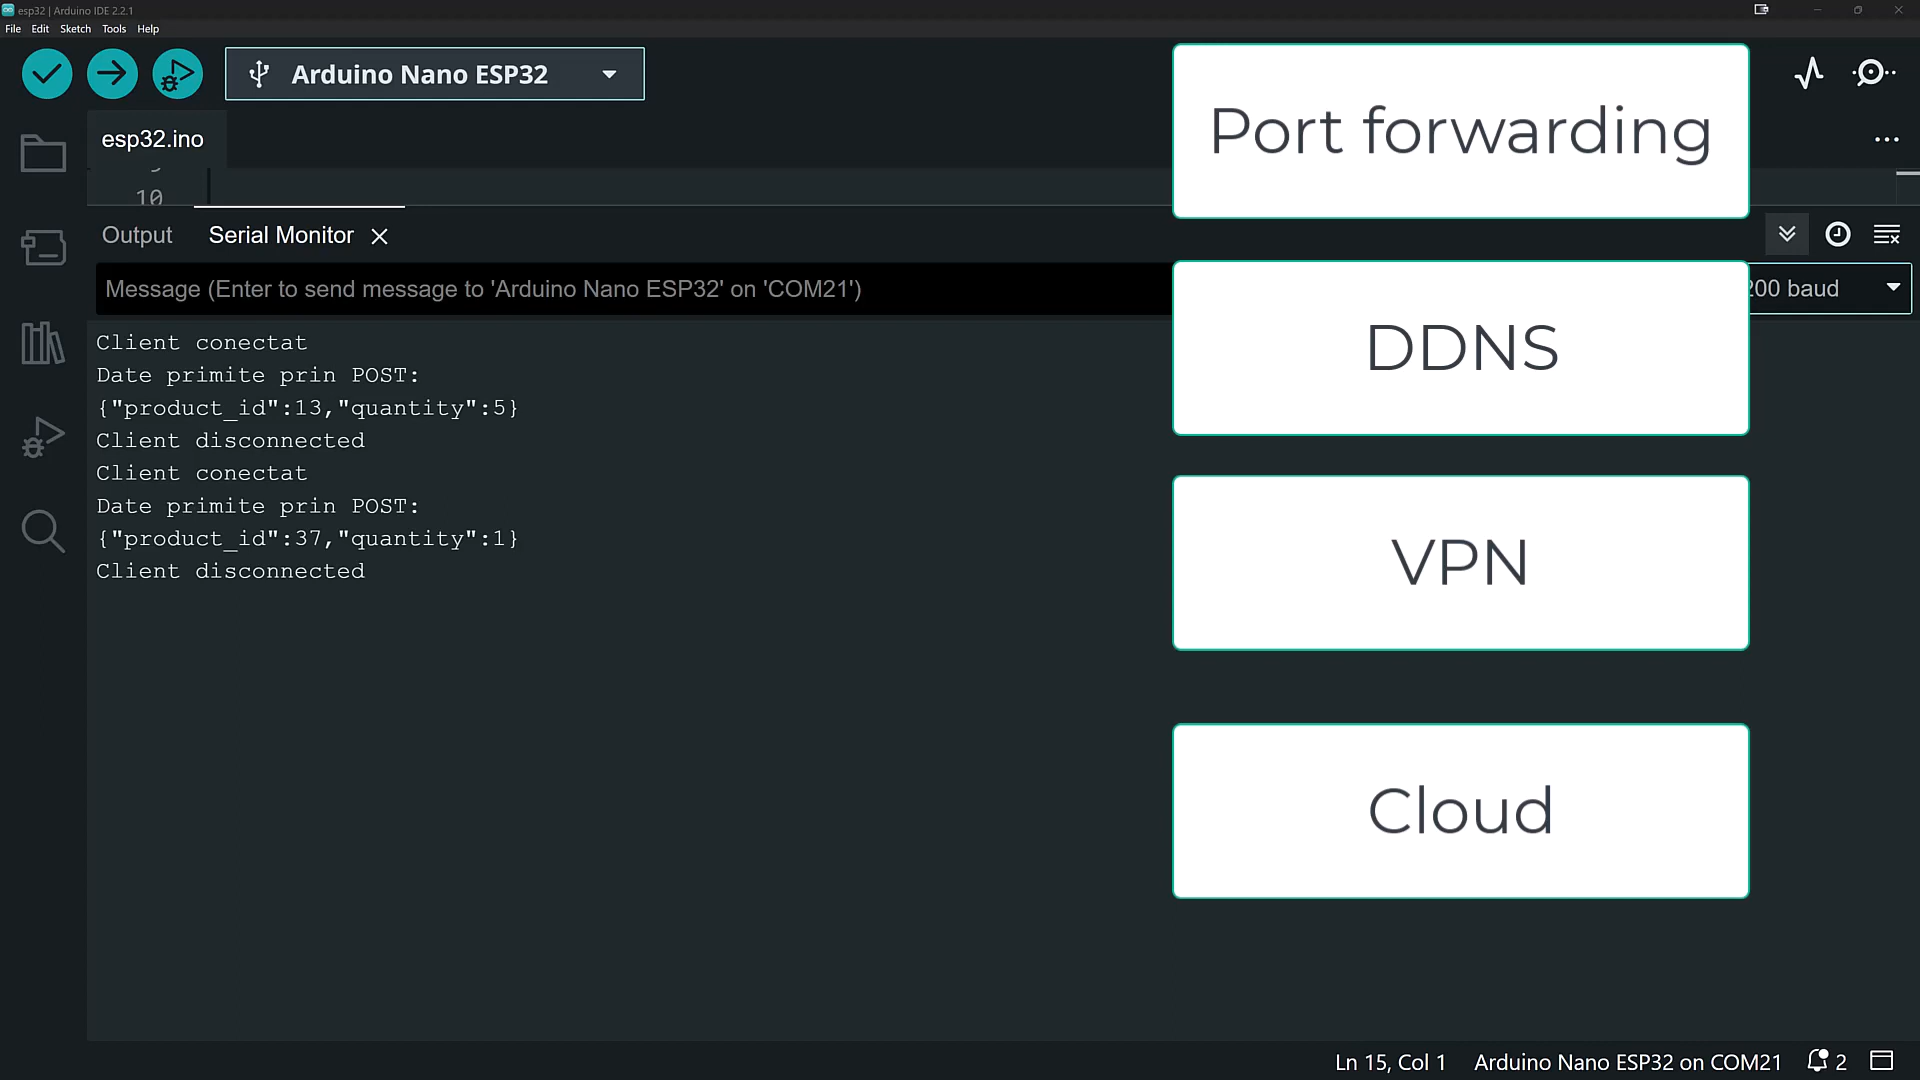 esp32 | Arduino IDE 2.2.1
File Edit Sketch Tools Help
Arduino Nano ESP32
esp32.ino
10
Output Serial Monitor
Message (Enter to send message to 'Arduino Nano ESP32' on 'COM21')
200 baud
Client conectat
Date primite prin POST:
{"product_id":13,"quantity":5}
Client disconnected
Client conectat
Date primite prin POST:
{"product_id":37,"quantity":1}
Client disconnected
Port forwarding
DDNS
VPN
Cloud
Ln 15, Col 1 Arduino Nano ESP32 on COM21 2